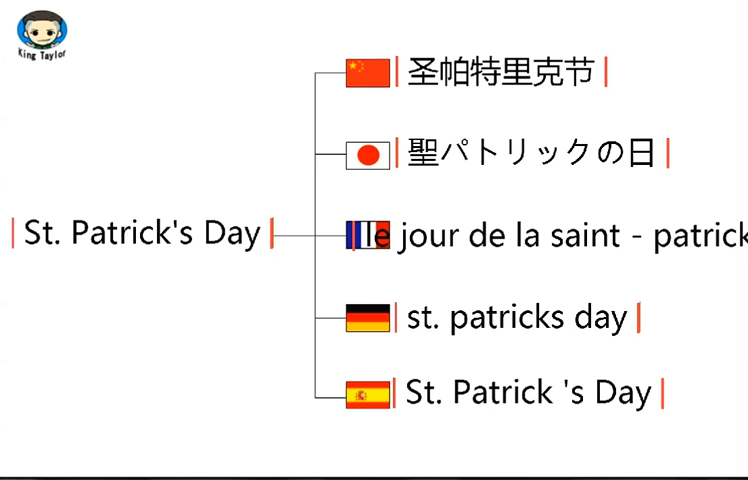 King Taylor
圣帕特里克节
聖パトリックの日
St. Patrick's Day
le jour de la saint - patrick
st. patricks day
St. Patrick 's Day